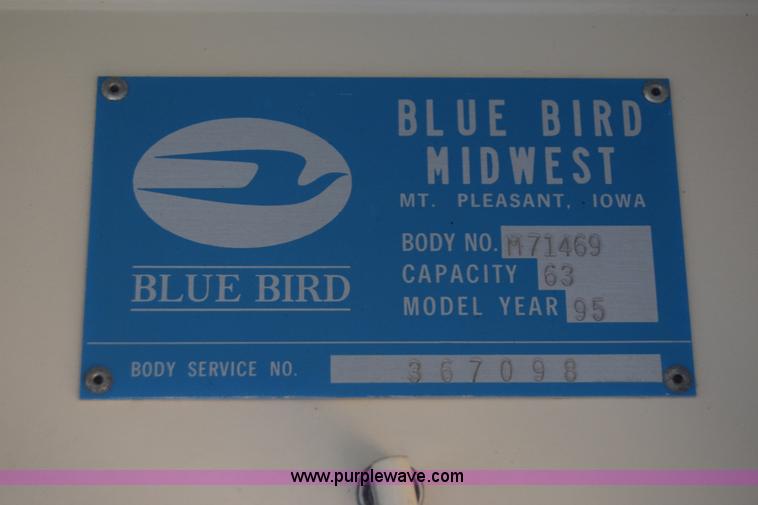 BLUE BIRD
MIDWEST
MT. PLEASANT, IOWA
BODY NO. M71469
CAPACITY 63
MODEL YEAR 95
BLUE BIRD
BODY SERVICE NO. 367098
www.purplewave.com